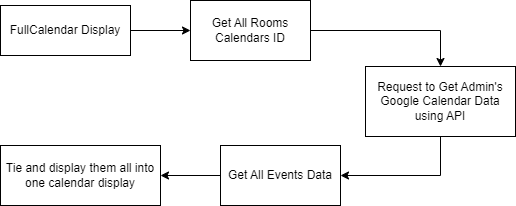 FullCalendar Display
Get All Rooms
Calendars ID
Request to Get Admin's
Google Calendar Data
using API
Get All Events Data
Tie and display them all into
one calendar display